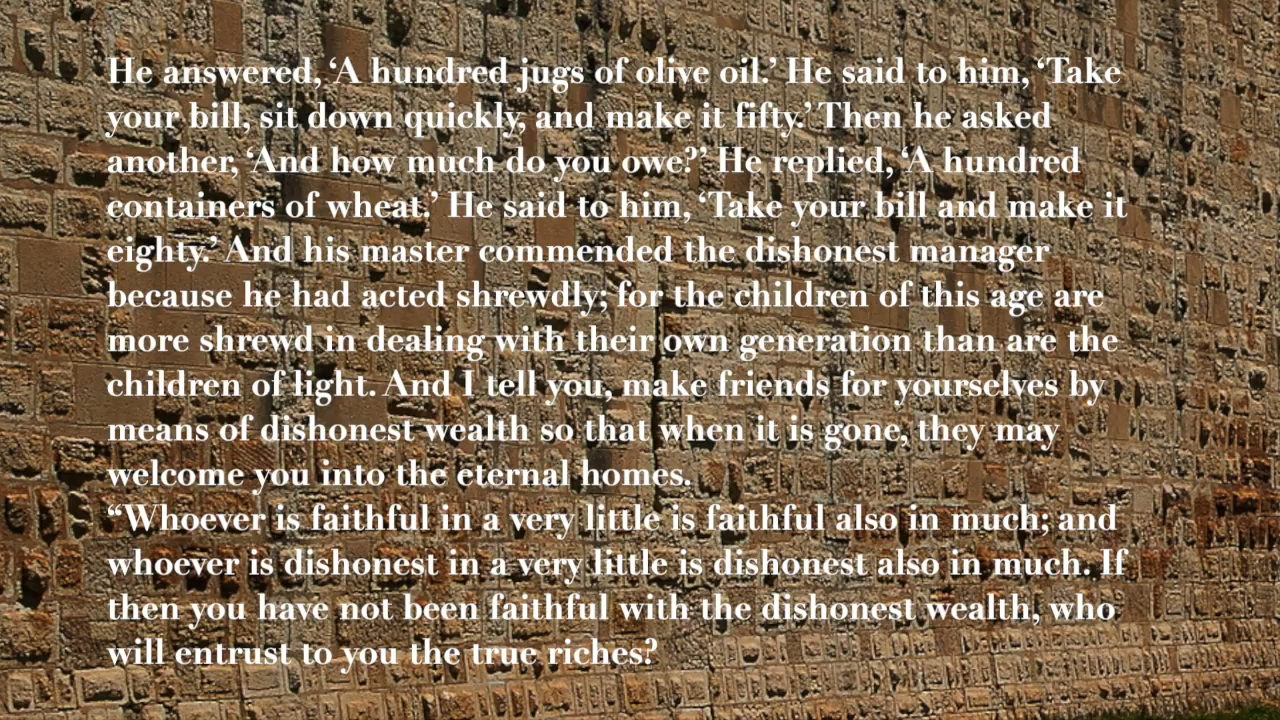 He answered, ‘A hundred jugs of olive oil.’ He said to him, ‘Take
your bill, sit down quickly, and make it fifty.’ Then he asked
another, ‘And how much do you owe?’ He replied, ‘A hundred
containers of wheat.’ He said to him, ‘Take your bill and make it
eighty.’ And his master commended the dishonest manager
because he had acted shrewdly; for the children of this age are
more shrewd in dealing with their own generation than are the
children of light. And I tell you, make friends for yourselves by
means of dishonest wealth so that when it is gone, they may
welcome you into the eternal homes.
“Whoever is faithful in a very little is faithful also in much; and
whoever is dishonest in a very little is dishonest also in much. If
then you have not been faithful with the dishonest wealth, who
will entrust to you the true riches?